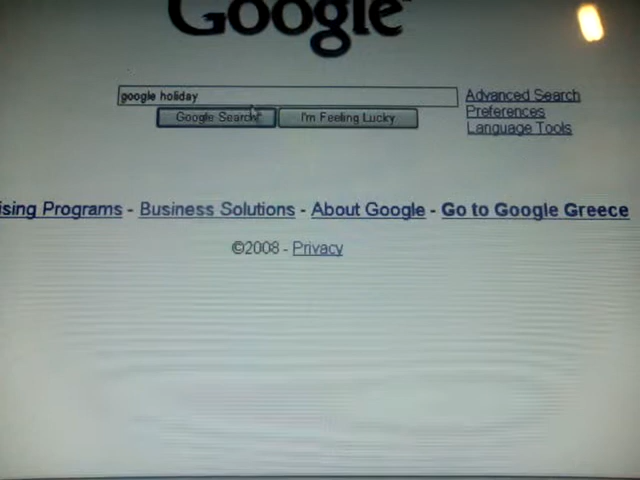 Google
google holiday
Advanced Search
Google Search
I'm Feeling Lucky
Preferences
Language Tools
ising Programs - Business Solutions - About Google - Go to Google Greece
©2008 - Privacy